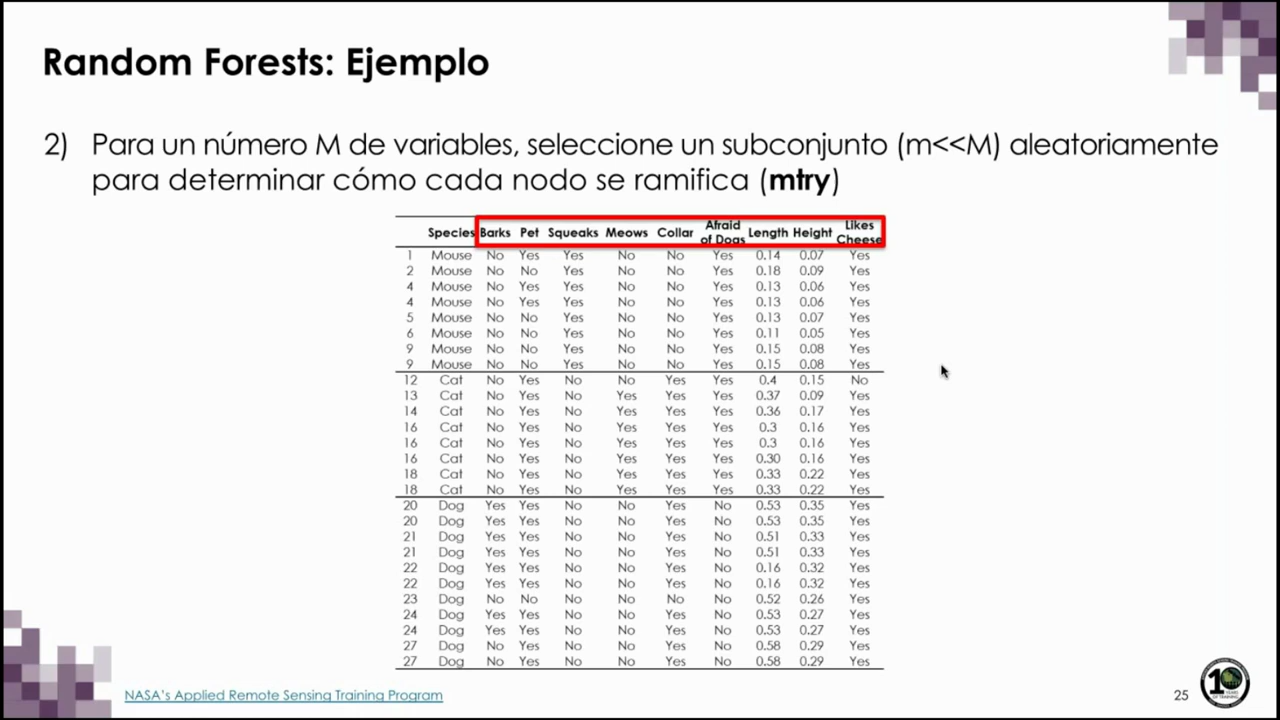 Random Forests: Ejemplo
2) Para un número M de variables, seleccione un subconjunto (m<<M) aleatoriamente
para determinar cómo cada nodo se ramifica (mtry)
Species Barks Pet Squeaks Meows Collar Afraid of Dogs Length Height Likes Cheese
1 Mouse No Yes Yes No No Yes 0.14 0.07 Yes
2 Mouse No No Yes No No Yes 0.18 0.09 Yes
4 Mouse No Yes Yes No No Yes 0.13 0.06 Yes
4 Mouse No Yes Yes No No Yes 0.13 0.06 Yes
5 Mouse No No Yes No No Yes 0.13 0.07 Yes
6 Mouse No No Yes No No Yes 0.11 0.05 Yes
9 Mouse No No Yes No No Yes 0.15 0.08 Yes
9 Mouse No No Yes No No Yes 0.15 0.08 Yes
12 Cat No Yes No No Yes Yes 0.4 0.15 No
13 Cat No Yes No Yes Yes Yes 0.37 0.09 Yes
14 Cat No Yes No Yes Yes Yes 0.36 0.17 Yes
16 Cat No Yes No Yes Yes Yes 0.3 0.16 Yes
16 Cat No Yes No Yes Yes Yes 0.3 0.16 Yes
16 Cat No Yes No Yes Yes Yes 0.30 0.16 Yes
18 Cat No Yes No Yes Yes Yes 0.33 0.22 Yes
18 Cat No Yes No Yes Yes Yes 0.33 0.22 Yes
20 Dog Yes Yes No No Yes No 0.53 0.35 Yes
20 Dog Yes Yes No No Yes No 0.53 0.35 Yes
21 Dog Yes Yes No No Yes No 0.51 0.33 Yes
21 Dog Yes Yes No No Yes No 0.51 0.33 Yes
22 Dog Yes Yes No No Yes No 0.16 0.32 Yes
22 Dog Yes Yes No No Yes No 0.16 0.32 Yes
23 Dog No No No No No No 0.52 0.26 Yes
24 Dog Yes Yes No No Yes No 0.53 0.27 Yes
24 Dog Yes Yes No No Yes No 0.53 0.27 Yes
27 Dog No Yes No No Yes No 0.58 0.29 Yes
27 Dog No Yes No No Yes No 0.58 0.29 Yes
NASA's Applied Remote Sensing Training Program
25
10